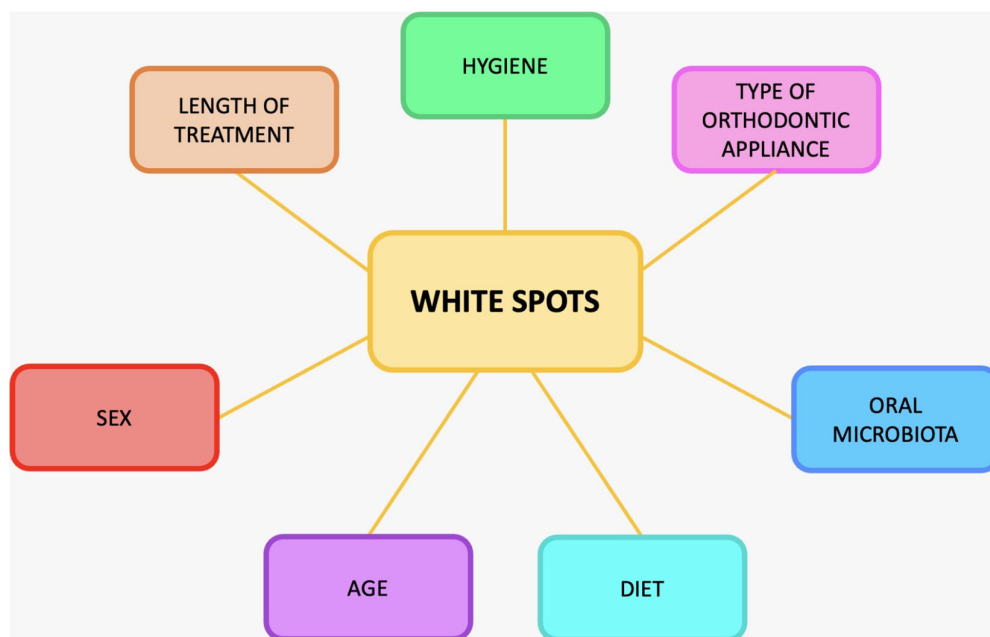 HYGIENE
LENGTH OF
TREATMENT
TYPE OF
ORTHODONTIC
APPLIANCE
WHITE SPOTS
SEX
ORAL
MICROBIOTA
AGE
DIET